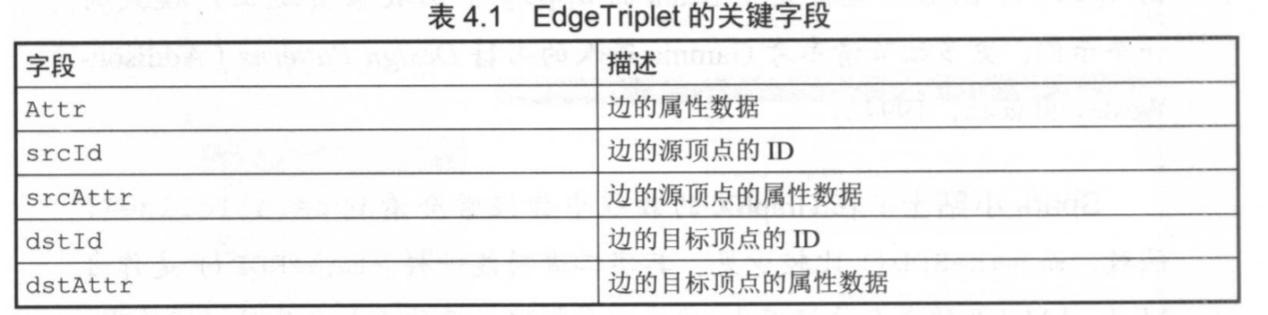 表 4.1 EdgeTriplet 的关键字段
字段 描述
Attr 边的属性数据
srcId 边的源顶点的 ID
srcAttr 边的源顶点的属性数据
dstId 边的目标顶点的 ID
dstAttr 边的目标顶点的属性数据